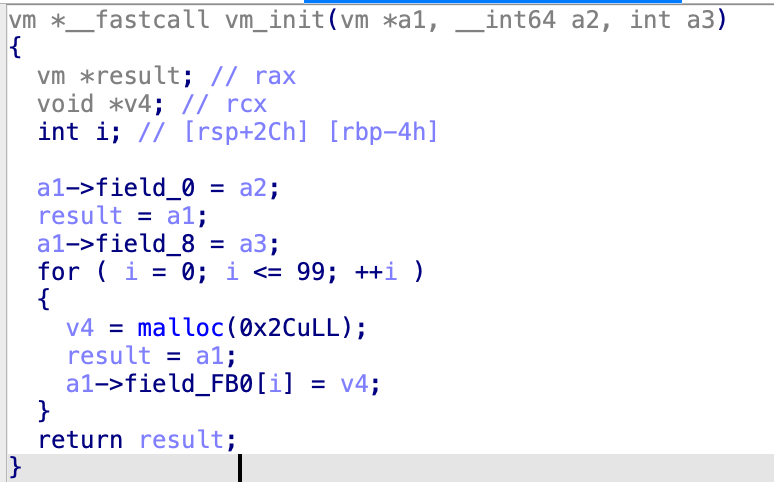 vm *__fastcall vm_init(vm *a1, __int64 a2, int a3)
{
  vm *result; // rax
  void *v4; // rcx
  int i; // [rsp+2Ch] [rbp-4h]

  a1->field_0 = a2;
  result = a1;
  a1->field_8 = a3;
  for ( i = 0; i <= 99; ++i )
  {
    v4 = malloc(0x2CuLL);
    result = a1;
    a1->field_FB0[i] = v4;
  }
  return result;
}